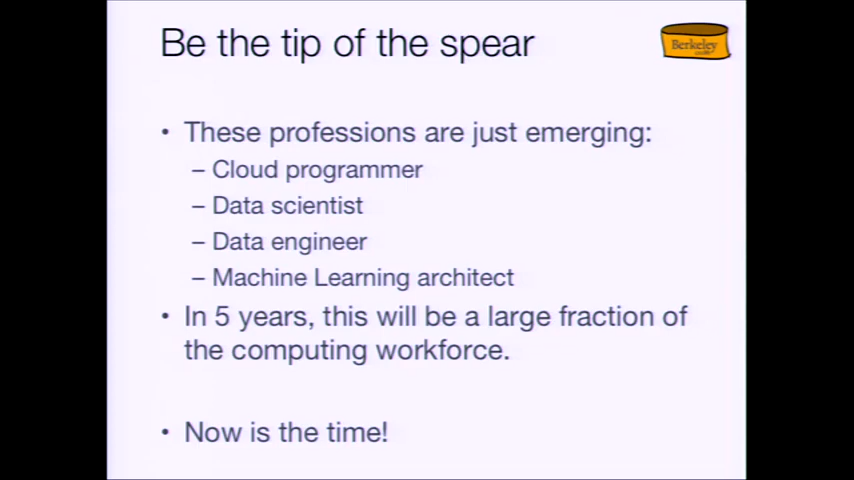 Be the tip of the spear
Berkeley
• These professions are just emerging:
– Cloud programmer
– Data scientist
– Data engineer
– Machine Learning architect
• In 5 years, this will be a large fraction of
the computing workforce.
• Now is the time!